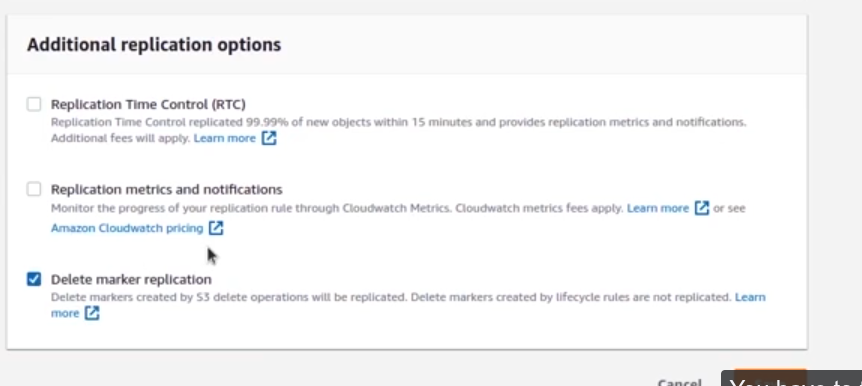 Additional replication options
Replication Time Control (RTC)
Replication Time Control replicated 99.99% of new objects within 15 minutes and provides replication metrics and notifications.
Additional fees will apply. Learn more
Replication metrics and notifications
Monitor the progress of your replication rule through Cloudwatch Metrics. Cloudwatch metrics fees apply. Learn more or see
Amazon Cloudwatch pricing
Delete marker replication
Delete markers created by S3 delete operations will be replicated. Delete markers created by lifecycle rules are not replicated. Learn
more
Cancel
You have to